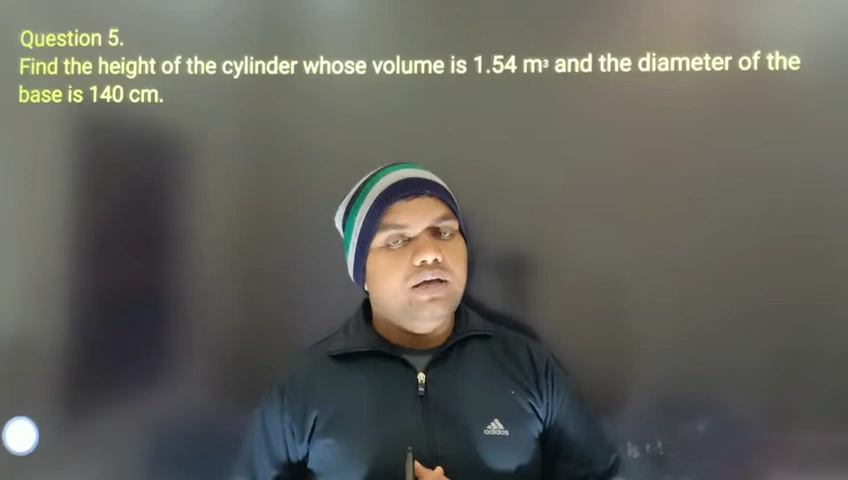 Question 5.
Find the height of the cylinder whose volume is 1.54 m³ and the diameter of the
base is 140 cm.
adidas